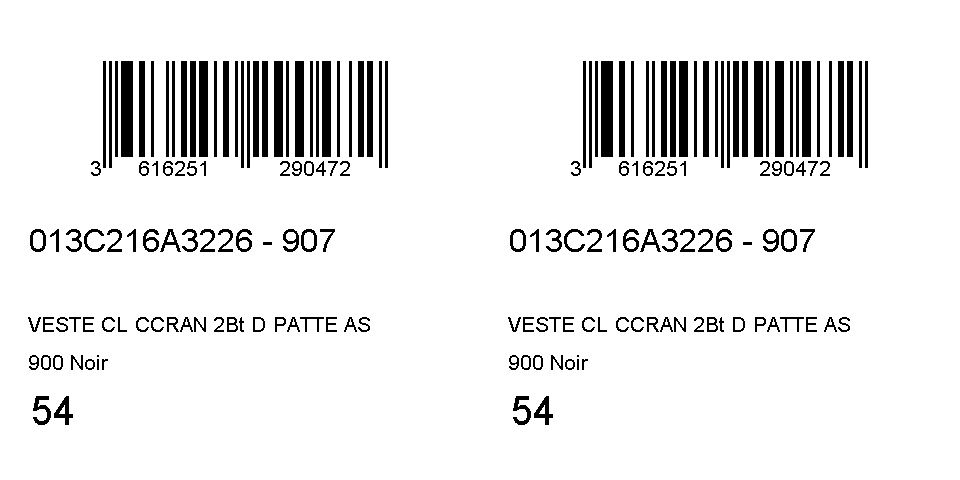 3 616251 290472
013C216A3226 - 907
VESTE CL CCRAN 2Bt D PATTE AS
900 Noir
54
3 616251 290472
013C216A3226 - 907
VESTE CL CCRAN 2Bt D PATTE AS
900 Noir
54